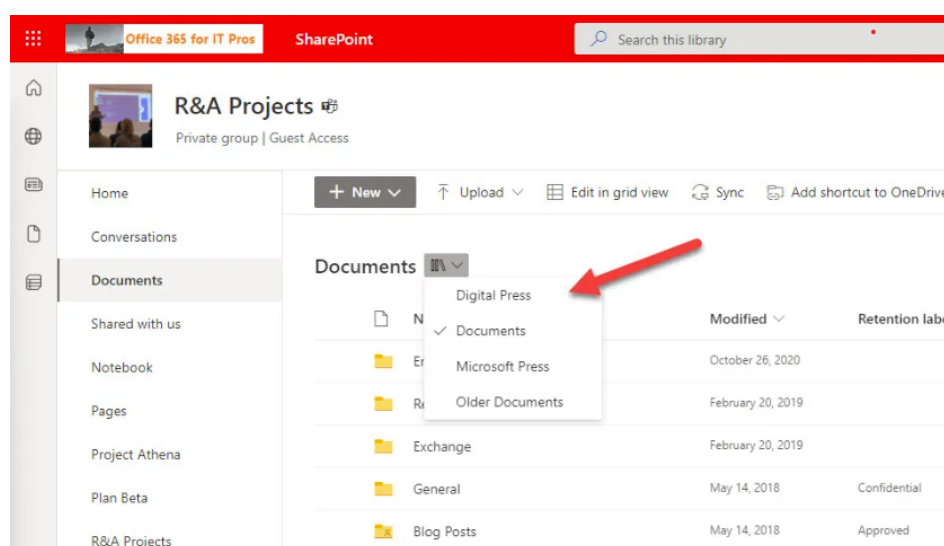 Office 365 for IT Pros SharePoint Search this library
R&A Projects
Private group | Guest Access
Home
Conversations
Documents
Shared with us
Notebook
Pages
Project Athena
Plan Beta
R&A Projects
New Upload Edit in grid view Sync Add shortcut to OneDrive
Documents
Digital Press
Documents
Microsoft Press
Older Documents
Modified Retention labe
October 26, 2020
February 20, 2019
Exchange February 20, 2019
General May 14, 2018 Confidential
Blog Posts May 14, 2018 Approved